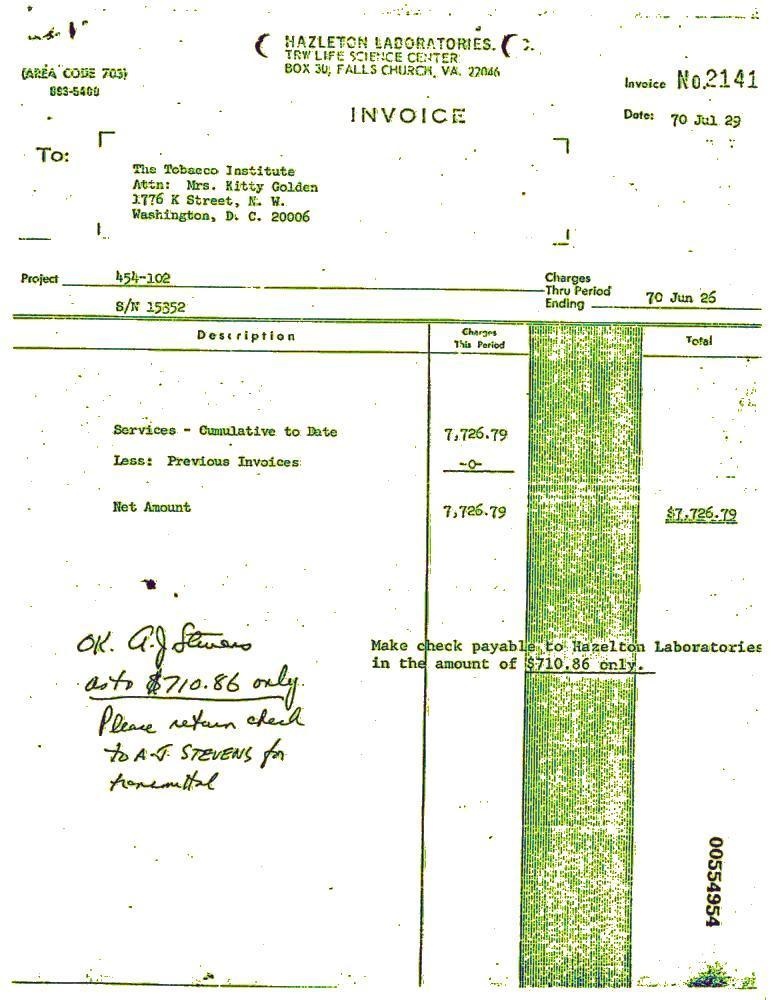 HAZLETON LABORATORIES.
TRW LIFE SCIENCE CENTER
BOX 30, FALLS CHURCH, VA. 22046
(AREA CODE 703)
893-5400
Invoice No.2141
INVOICE
Date: 70 Jul 29
To:
The Tobacco Institute
Attn: Mrs. Kitty Golden
1776 K Street, N. W.
Washington, D. C. 20006
Project 454-102
S/N 15352
Charges
Thru Period
Ending 70 Jun 26
Description
Charges
This Period
Total
Services - Cumulative to Date 7,726.79
Less: Previous Invoices -0-
Net Amount 7,726.79 $7,726.79
OK. A.J Stevens
as to $710.86 only.
Please return check
to A.J. STEVENS for
transmittal
Make check payable to Hazelton Laboratories
in the amount of $710.86 only.
00554954